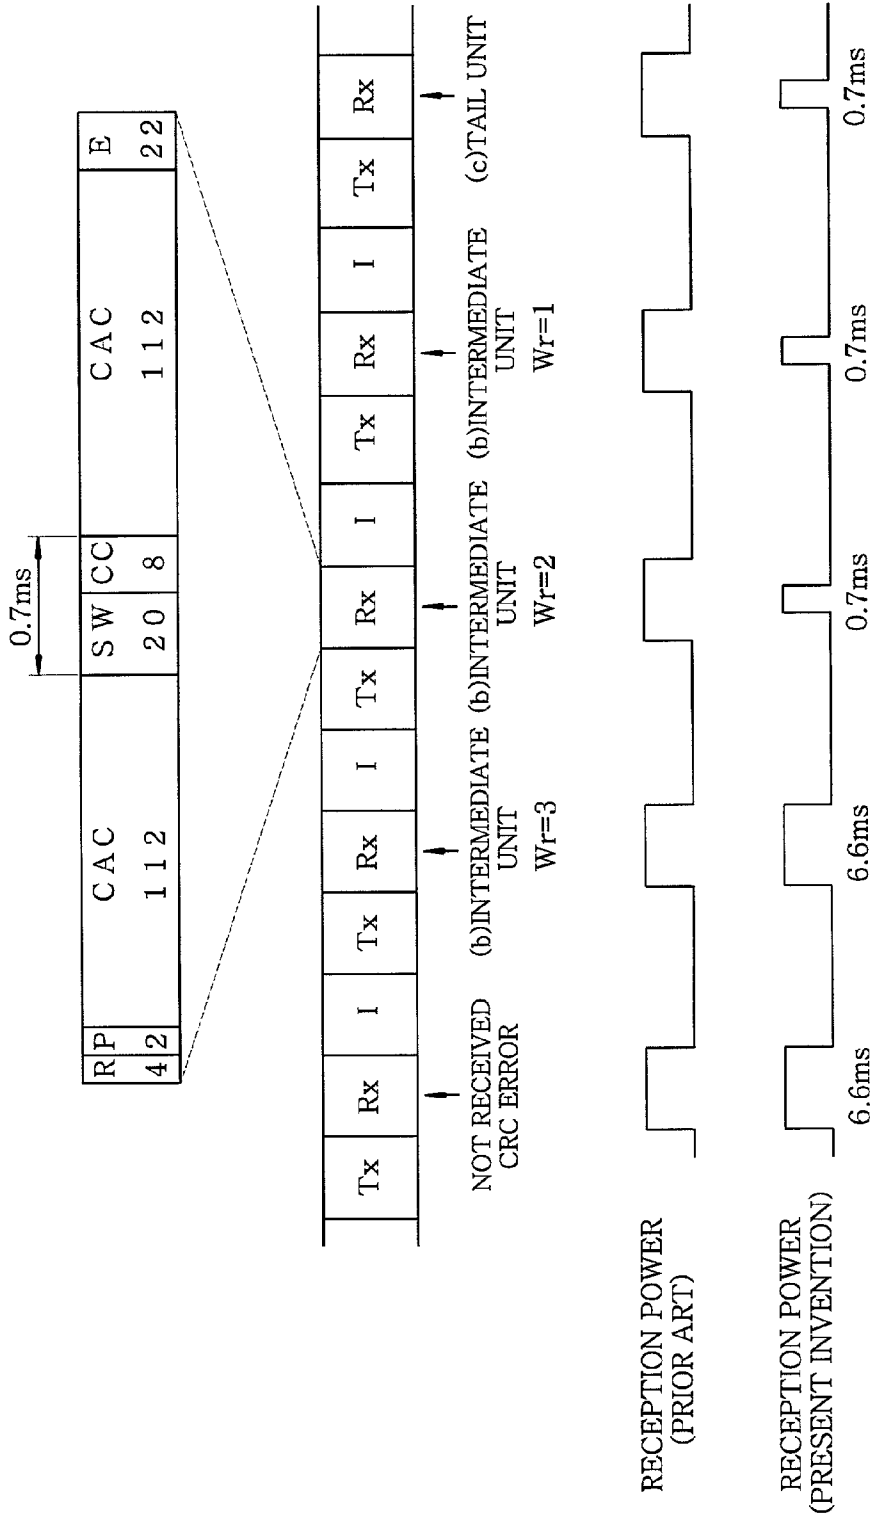 0.7ms
R P CAC SW CC CAC E
4 2 112 20 8 112 22
Tx Rx I Tx Rx I Tx Rx I Tx Rx I Tx Rx
NOT RECEIVED
CRC ERROR
(b)INTERMEDIATE
UNIT
Wr=3
(b)INTERMEDIATE
UNIT
Wr=2
(b)INTERMEDIATE
UNIT
Wr=1
(c)TAIL UNIT
RECEPTION POWER
(PRIOR ART)
RECEPTION POWER
(PRESENT INVENTION)
6.6ms 6.6ms 0.7ms 0.7ms 0.7ms